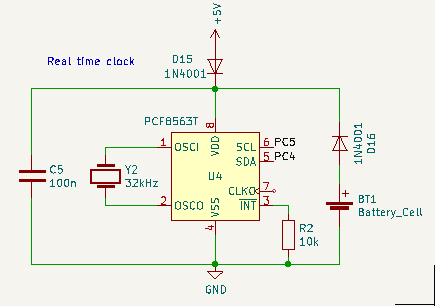 +5V
Real time clock
D15
1N4001
PCF8563T
8
VDD
1
OSCI
SCL
6
PC5
SDA
5
PC4
1N4001
D16
C5
100n
Y2
32kHz
U4
CLKO
7
BT1
Battery_Cell
2
OSCO
VSS
INT
3
4
R2
10k
GND